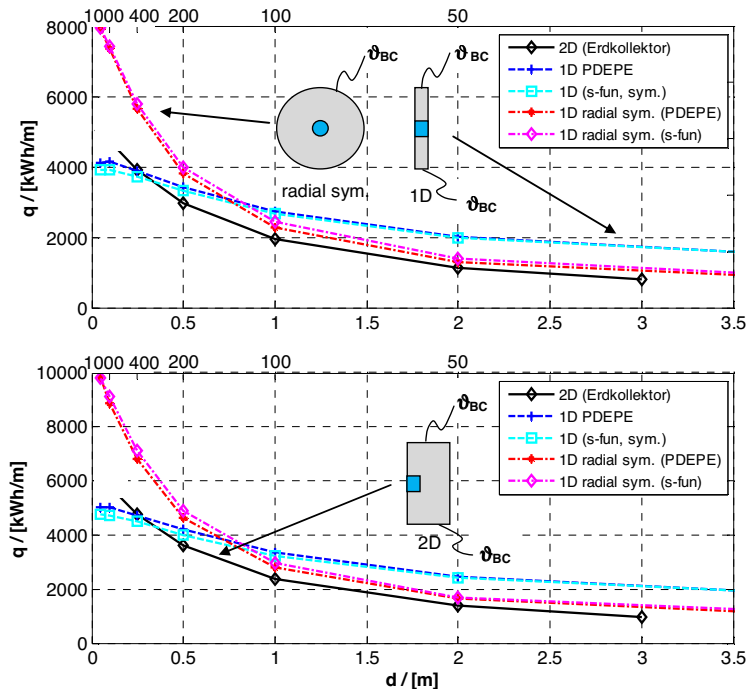 1000 400 200 100 50
8000
6000
4000
2000
0
q / [kWh/m]
0 0.5 1 1.5 2 2.5 3 3.5
ϑBC
ϑBC
radial sym.
1D
ϑBC
2D (Erdkollektor)
1D PDEPE
1D (s-fun, sym.)
1D radial sym. (PDEPE)
1D radial sym. (s-fun)
1000 400 200 100 50
10000
8000
6000
4000
2000
0
q / [kWh/m]
0 0.5 1 1.5 2 2.5 3 3.5
d / [m]
ϑBC
2D
ϑBC
2D (Erdkollektor)
1D PDEPE
1D (s-fun, sym.)
1D radial sym. (PDEPE)
1D radial sym. (s-fun)